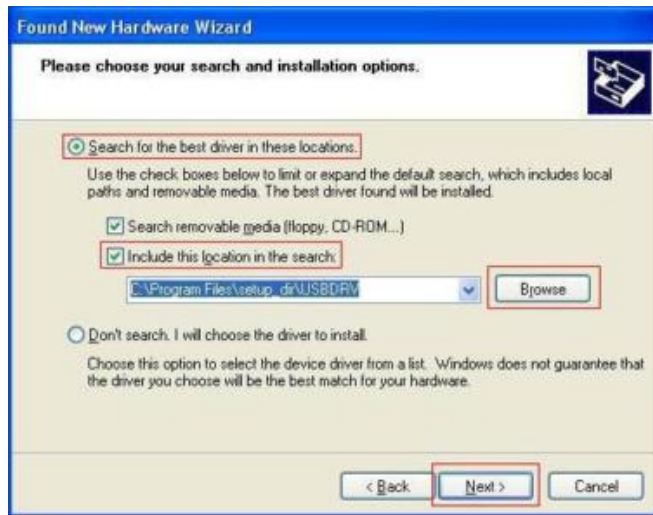 Found New Hardware Wizard
Please choose your search and installation options.
Search for the best driver in these locations.
Use the check boxes below to limit or expand the default search, which includes local
paths and removable media. The best driver found will be installed.
Search removable media (floppy, CD-ROM...)
Include this location in the search:
C:\Program Files\setup_dir\USBDRV
Browse
Don't search. I will choose the driver to install.
Choose this option to select the device driver from a list. Windows does not guarantee that
the driver you choose will be the best match for your hardware.
< Back
Next >
Cancel